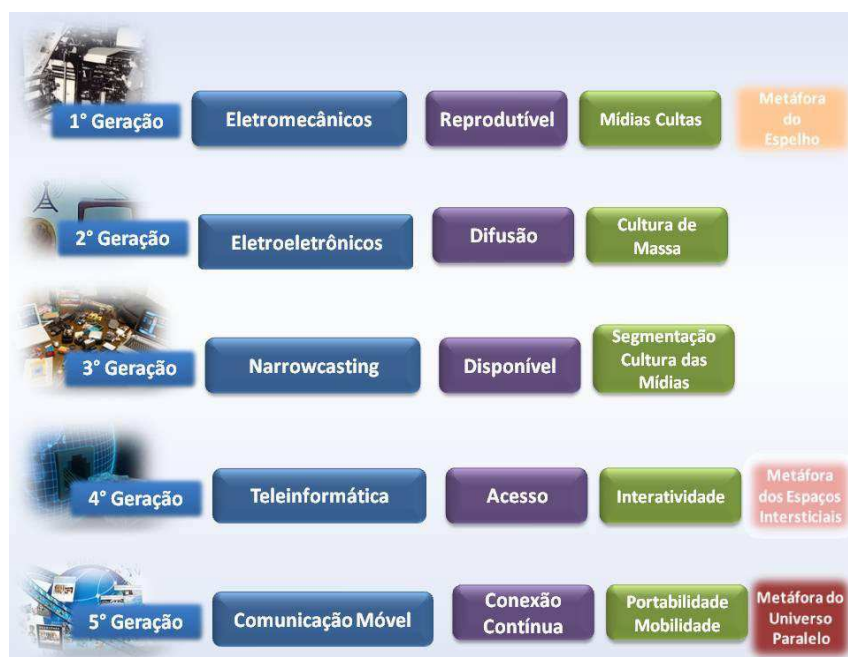 1° Geração
Eletromecânicos
Reprodutível
Mídias Cultas
Metáfora
do
Espelho
2° Geração
Eletroeletrônicos
Difusão
Cultura de
Massa
3° Geração
Narrowcasting
Disponível
Segmentação
Cultura das
Mídias
4° Geração
Teleinformática
Acesso
Interatividade
Metáfora
dos Espaços
Intersticiais
5° Geração
Comunicação Móvel
Conexão
Contínua
Portabilidade
Mobilidade
Metáfora do
Universo
Paralelo